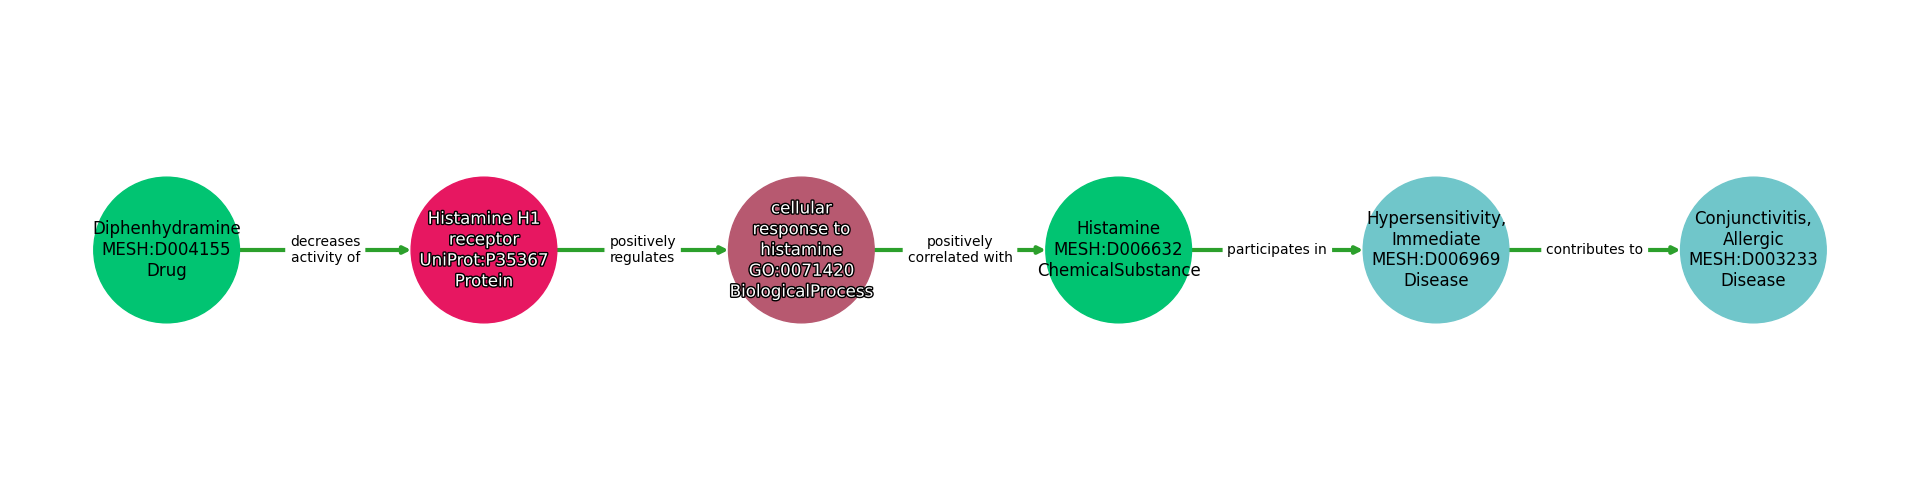 Diphenhydramine
MESH:D004155
Drug
decreases
activity of
Histamine H1
receptor
UniProt:P35367
Protein
positively
regulates
cellular
response to
histamine
GO:0071420
BiologicalProcess
positively
correlated with
Histamine
MESH:D006632
ChemicalSubstance
participates in
Hypersensitivity,
Immediate
MESH:D006969
Disease
contributes to
Conjunctivitis,
Allergic
MESH:D003233
Disease